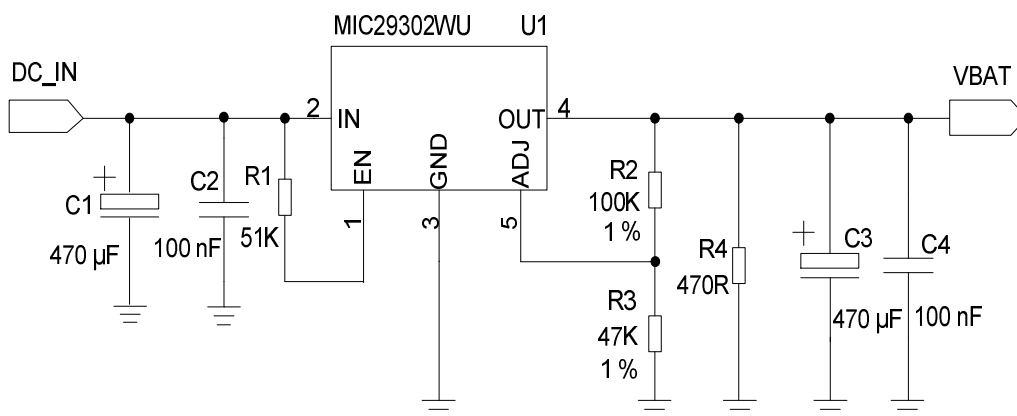 MIC29302WU U1
DC_IN
VBAT
2
IN
OUT
4
EN
GND
ADJ
1
3
5
+
C1
470 µF
C2
100 nF
R1
51K
R2
100K
1 %
R3
47K
1 %
R4
470R
+
C3
470 µF
C4
100 nF